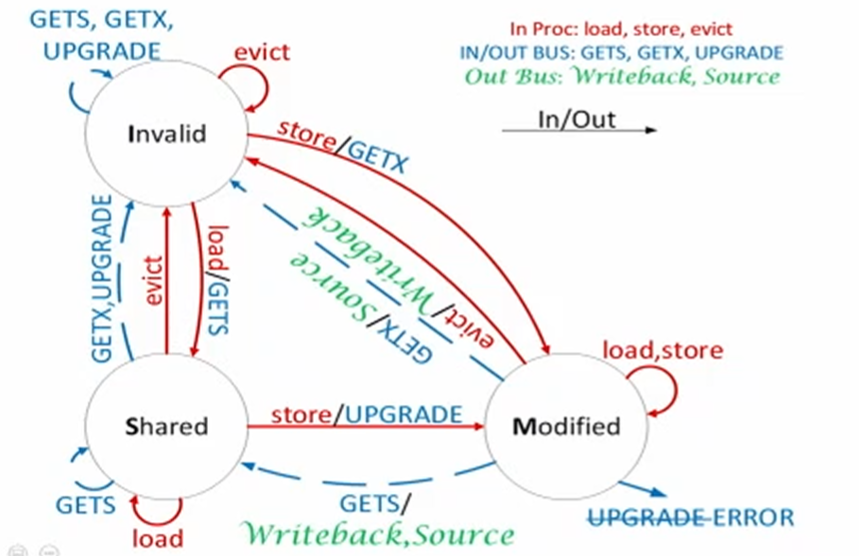 GETS, GETX,
UPGRADE
evict
In Proc: load, store, evict
IN/OUT BUS: GETS, GETX, UPGRADE
Out Bus: Writeback, Source
In/Out
Invalid
store/GETX
evict/Writeback
GETX/Source
GETX,UPGRADE
evict
load/GETS
load,store
Shared
store/UPGRADE
Modified
GETS
load
GETS/
Writeback,Source
UPGRADE ERROR